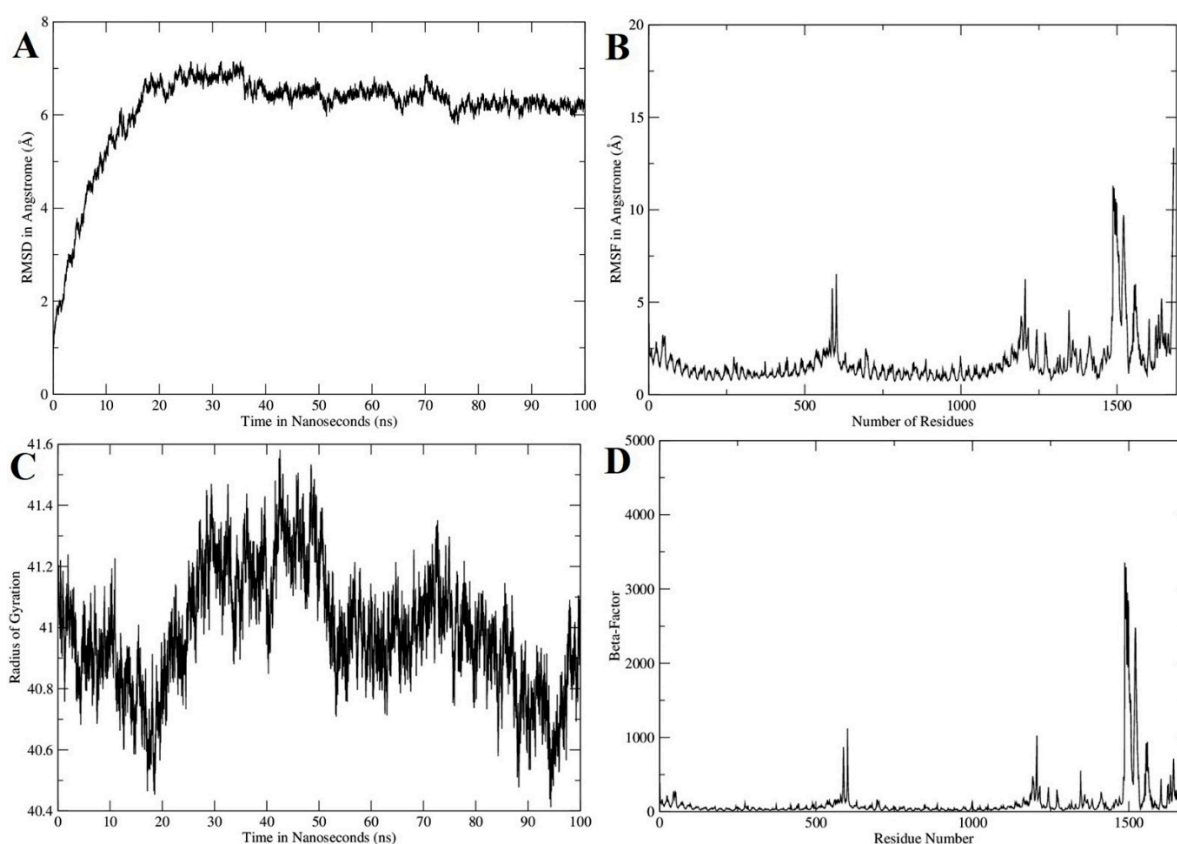 A
8
6
4
2
0
RMSD in Angstrome (Å)
0 10 20 30 40 50 60 70 80 90 100
Time in Nanoseconds (ns)
B
20
15
10
5
0
RMSF in Angstrome (Å)
0 500 1000 1500
Number of Residues
C
41.6
41.4
41.2
41
40.8
40.6
40.4
Radius of Gyration
0 10 20 30 40 50 60 70 80 90 100
Time in Nanoseconds (ns)
D
5000
4000
3000
2000
1000
0
Beta-Factor
0 500 1000 1500
Residue Number